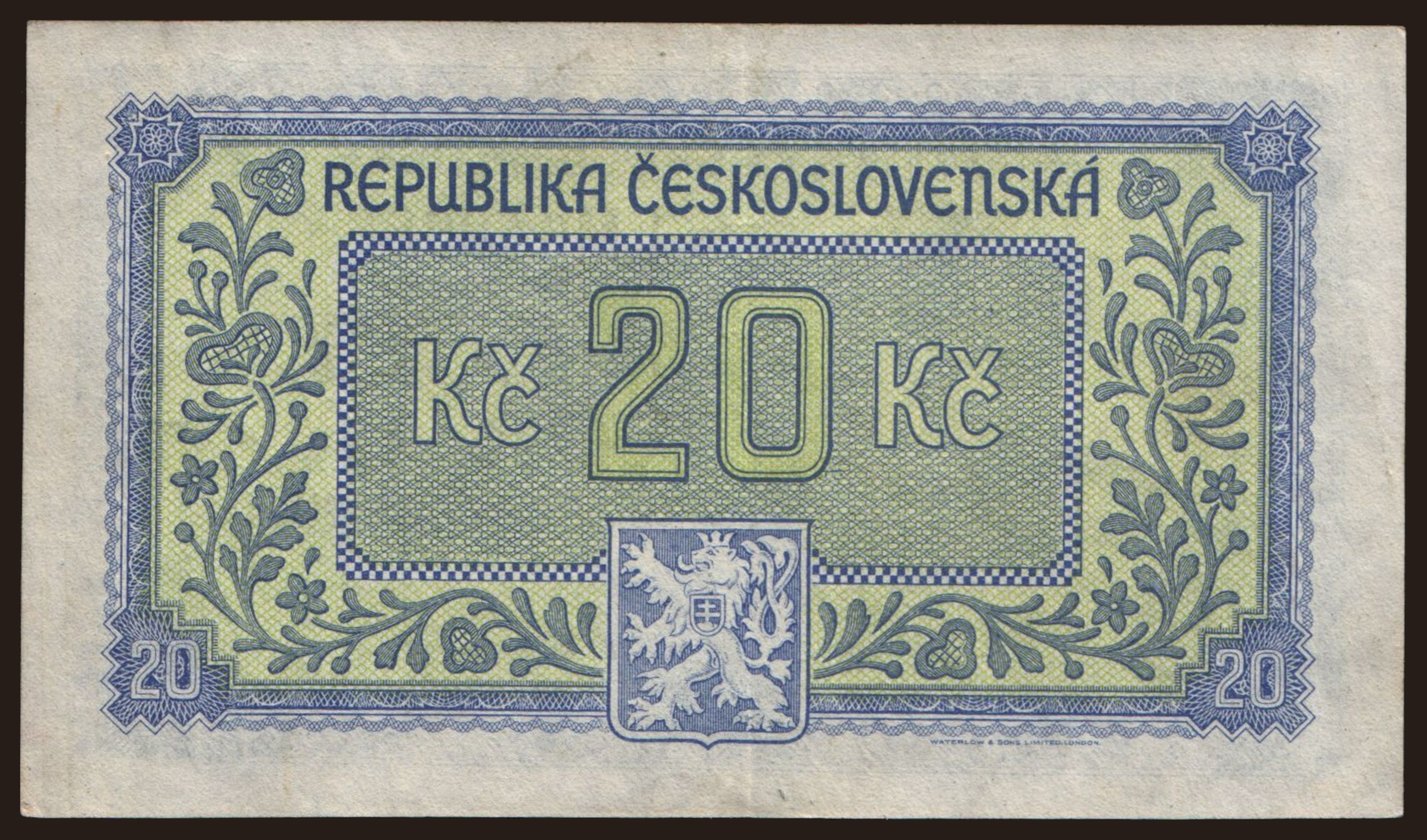 REPUBLIKA ČESKOSLOVENSKÁ
Kč 20 Kč
20 20
WATERLOW & SONS LIMITED. LONDON.